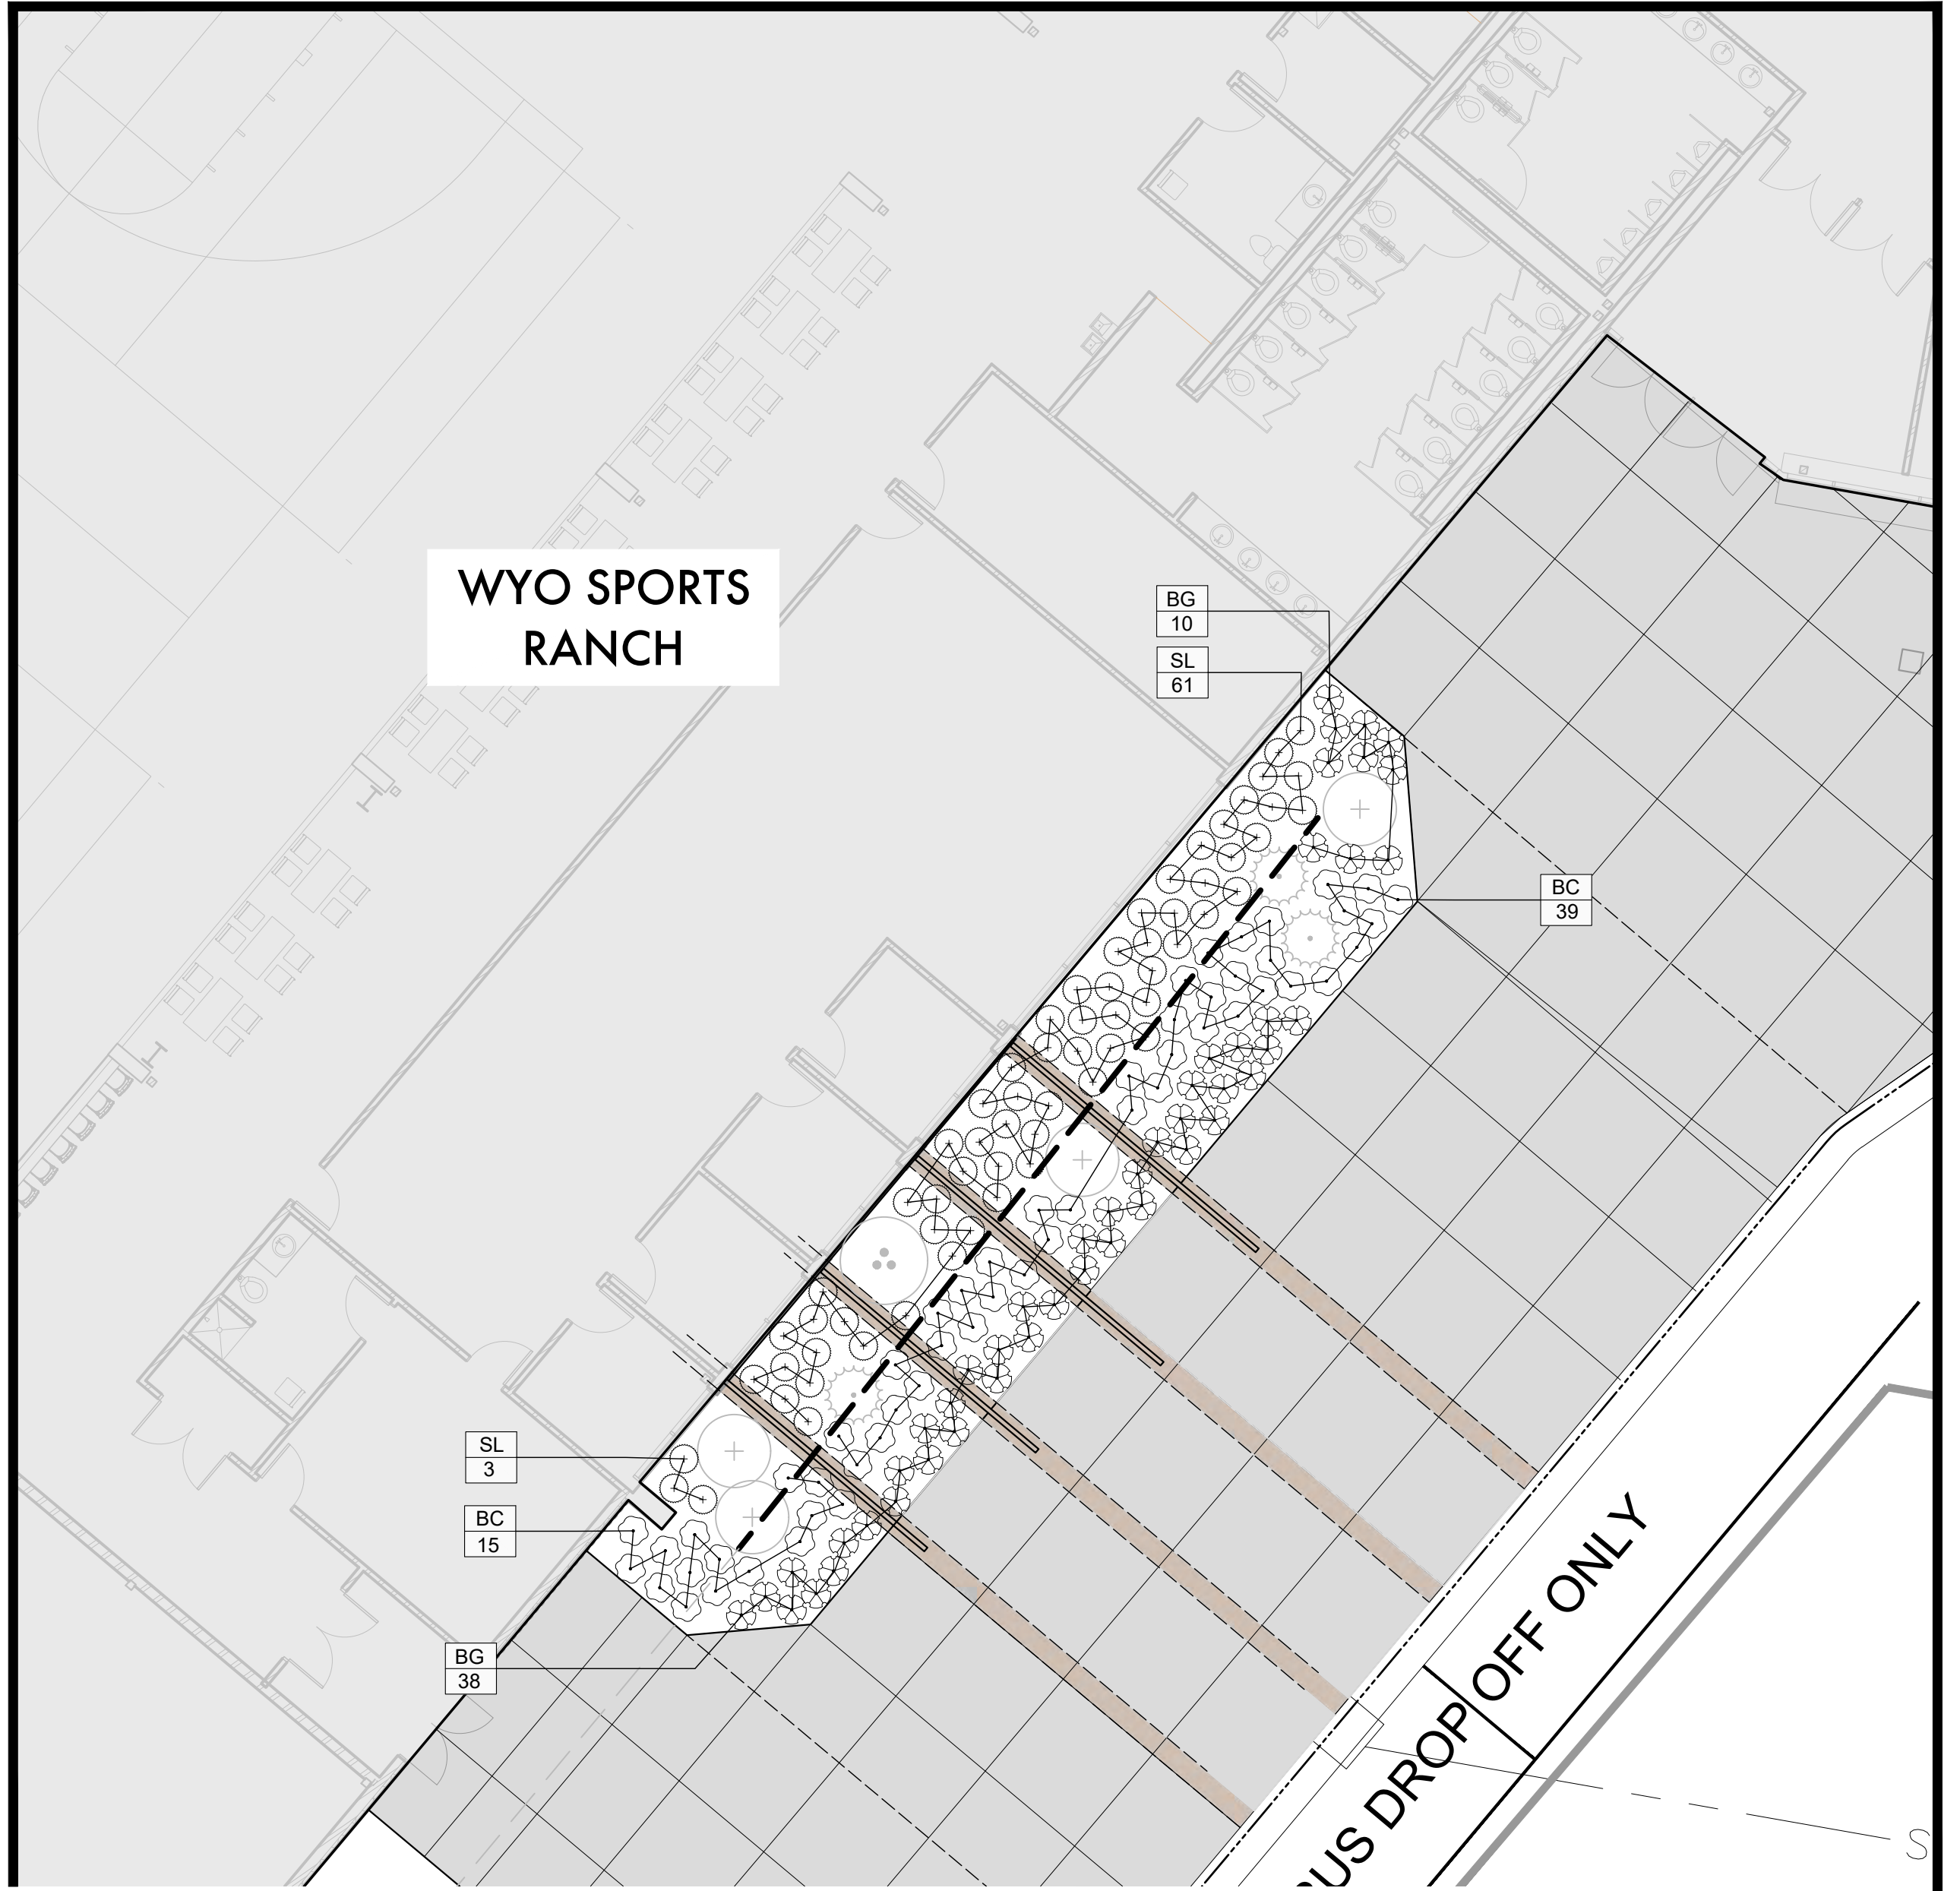 WYO SPORTS
RANCH
BG
10
SL
61
BC
39
SL
3
BC
15
BG
38
BUS DROP OFF ONLY
S